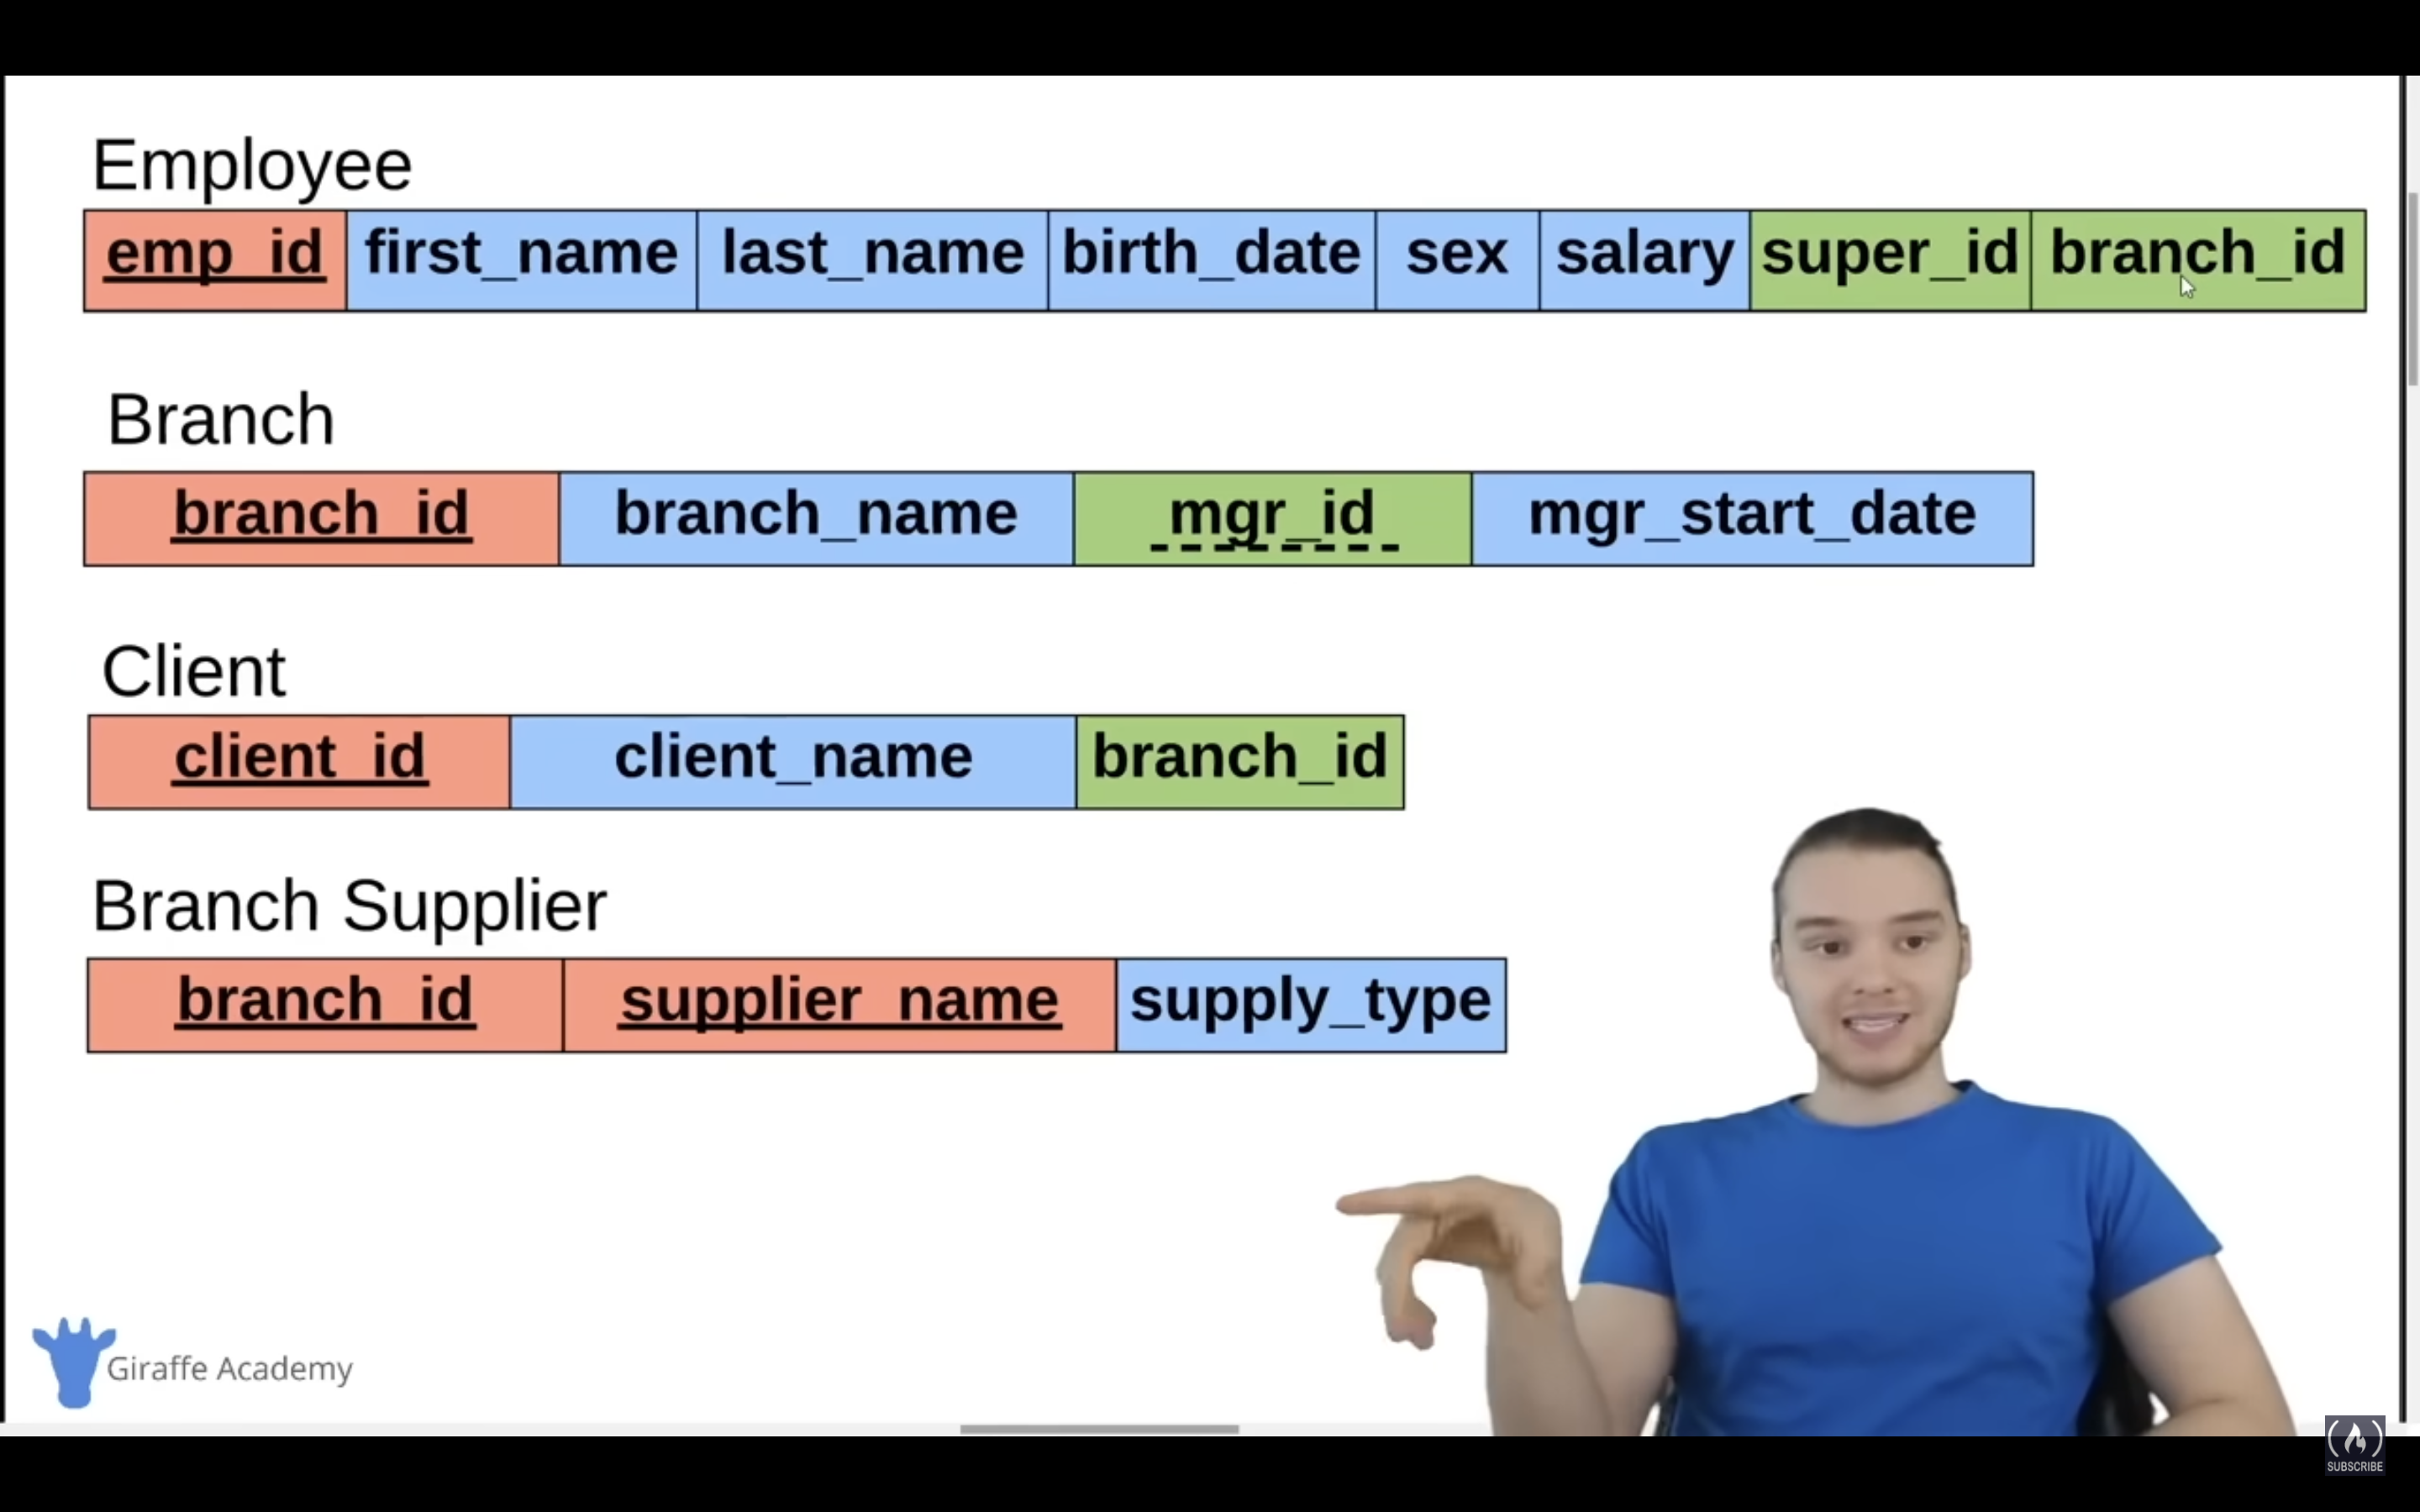 Employee
emp_id first_name last_name birth_date sex salary super_id branch_id
Branch
branch_id branch_name mgr_id mgr_start_date
Client
client_id client_name branch_id
Branch Supplier
branch_id supplier_name supply_type
Giraffe Academy
SUBSCRIBE